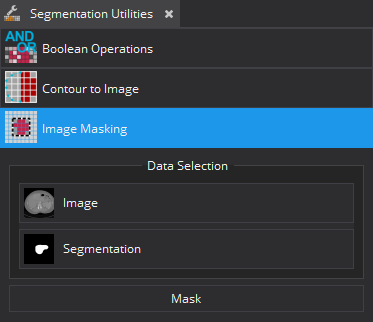 Segmentation Utilities
AND
OR
Boolean Operations
Contour to Image
Image Masking
Data Selection
Image
Segmentation
Mask